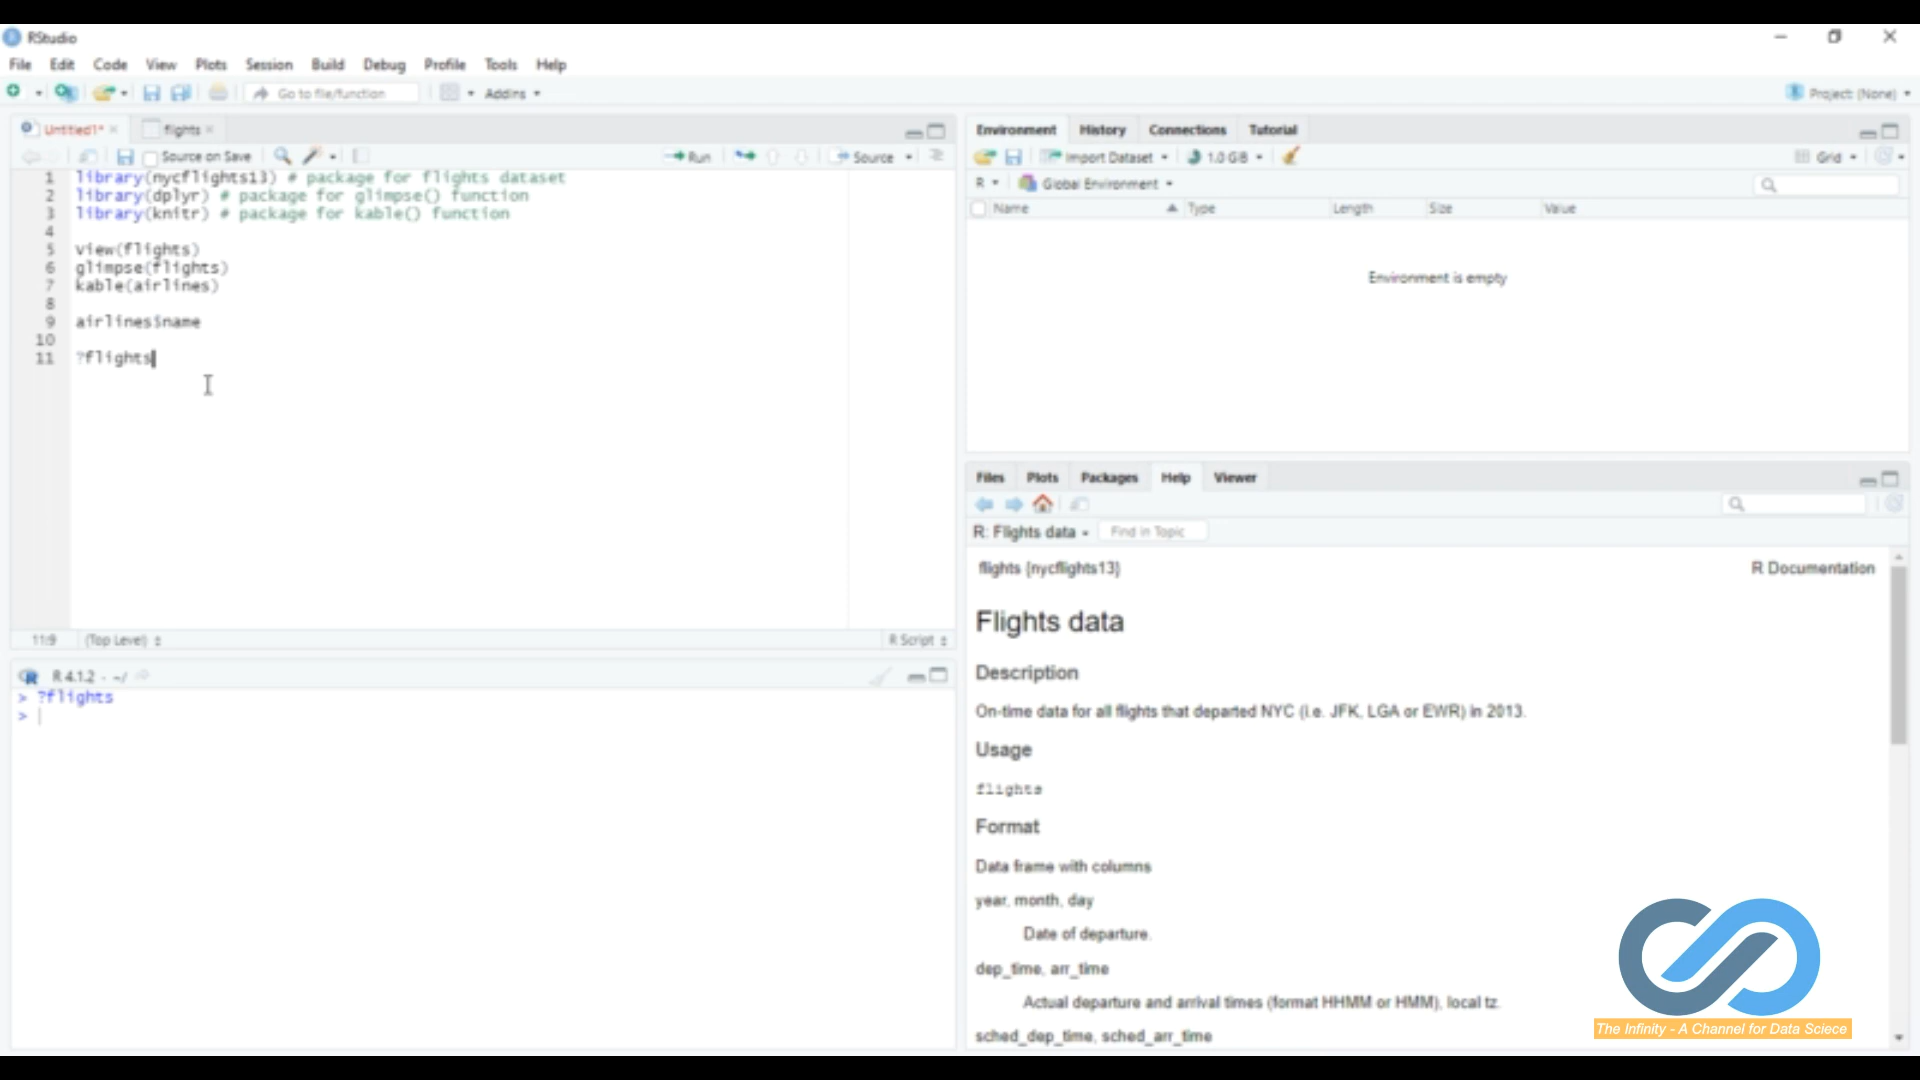 RStudio
File Edit Code View Plots Session Build Debug Profile Tools Help
Go to file/function Addins Project: (None)
Untitled1* flights
Source on Save Run Source
1 library(nycflights13) # package for flights dataset
2 library(dplyr) # package for glimpse() function
3 library(knitr) # package for kable() function
4
5 view(flights)
6 glimpse(flights)
7 kable(airlines)
8
9 airlines$name
10
11 ?flights
11:9 (Top Level) R Script
R 4.1.2 · ~/
> ?flights
>
Environment History Connections Tutorial
Import Dataset 1.0 GiB Grid
R Global Environment
Name Type Length Size Value
Environment is empty
Files Plots Packages Help Viewer
R: Flights data Find in Topic
flights {nycflights13} R Documentation
Flights data
Description
On-time data for all flights that departed NYC (i.e. JFK, LGA or EWR) in 2013.
Usage
flights
Format
Data frame with columns
year, month, day
Date of departure.
dep_time, arr_time
Actual departure and arrival times (format HHMM or HMM), local tz.
sched_dep_time, sched_arr_time
The Infinity - A Channel for Data Sciece